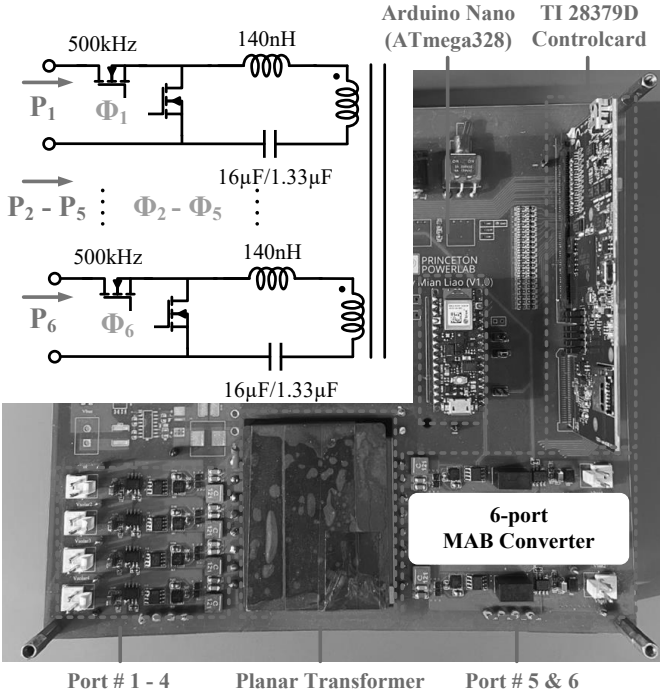 Arduino Nano
(ATmega328)
TI 28379D
Controlcard
500kHz
140nH
P1
Φ1
16μF/1.33μF
P2 - P5
Φ2 - Φ5
500kHz
140nH
P6
Φ6
16μF/1.33μF
PRINCETON
POWERLAB
Mian Liao (V1.0)
6-port
MAB Converter
Port # 1 - 4
Planar Transformer
Port # 5 & 6